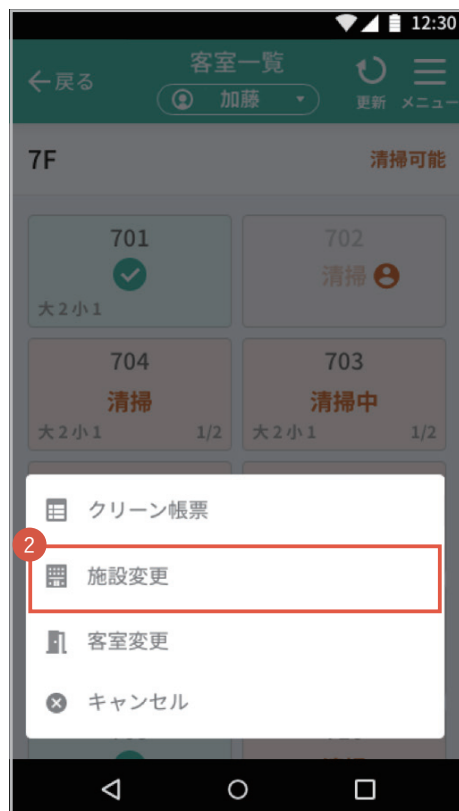 12:30
戻る
客室一覧
加藤
更新
メニュー
7F
清掃可能
701
大2小1
702
清掃
704
清掃
大2小1 1/2
703
清掃中
大2小1 1/2
クリーン帳票
2
施設変更
客室変更
キャンセル